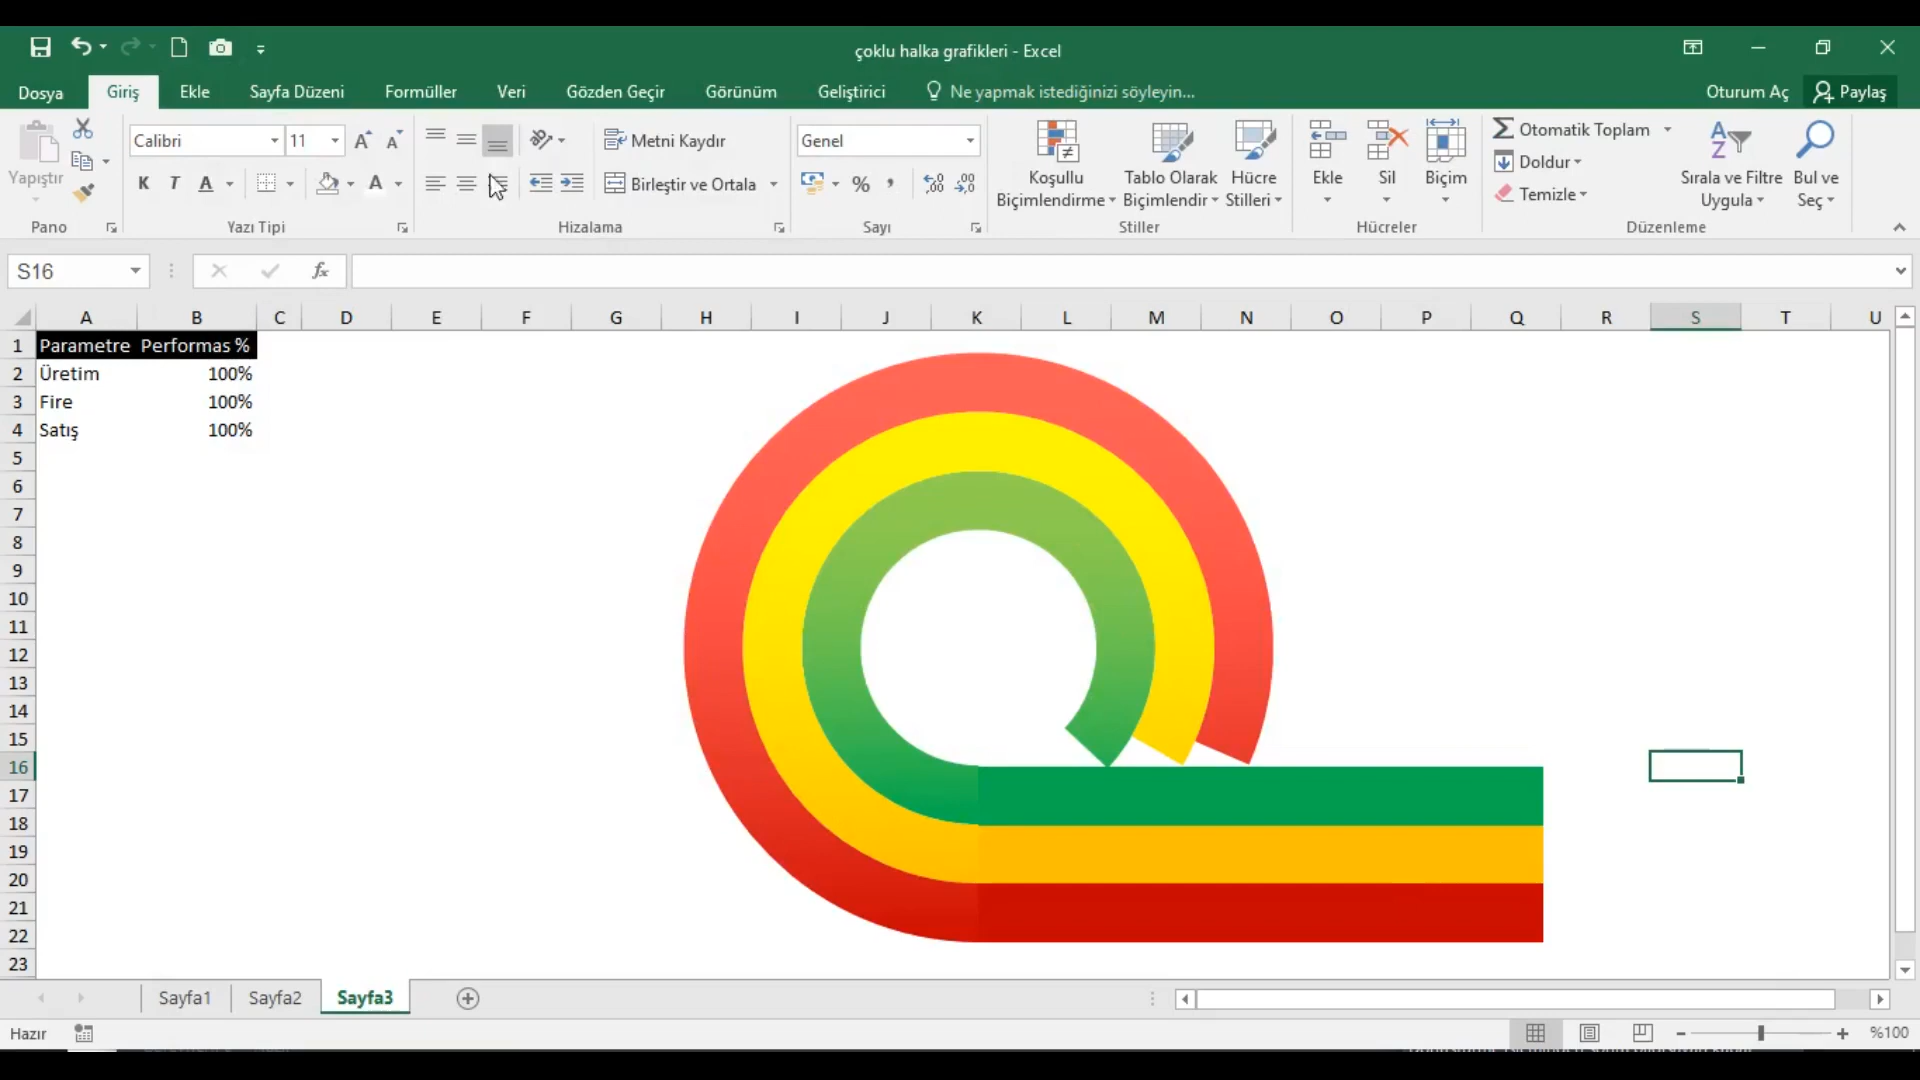 çoklu halka grafikleri - Excel
Dosya Giriş Ekle Sayfa Düzeni Formüller Veri Gözden Geçir Görünüm Geliştirici Ne yapmak istediğinizi söyleyin... Oturum Aç Paylaş
Yapıştır
Pano
Calibri 11
K T A A
Yazı Tipi
Metni Kaydır
Birleştir ve Ortala
Hizalama
Genel
%
Sayı
Koşullu Biçimlendirme
Tablo Olarak Biçimlendir
Hücre Stilleri
Stiller
Ekle Sil Biçim
Hücreler
Otomatik Toplam
Doldur
Temizle
Sırala ve Filtre Uygula
Bul ve Seç
Düzenleme
S16 fx
A B C D E F G H I J K L M N O P Q R S T U
1 Parametre Performas %
2 Üretim 100%
3 Fire 100%
4 Satış 100%
5
6
7
8
9
10
11
12
13
14
15
16
17
18
19
20
21
22
23
Sayfa1 Sayfa2 Sayfa3
Hazır %100